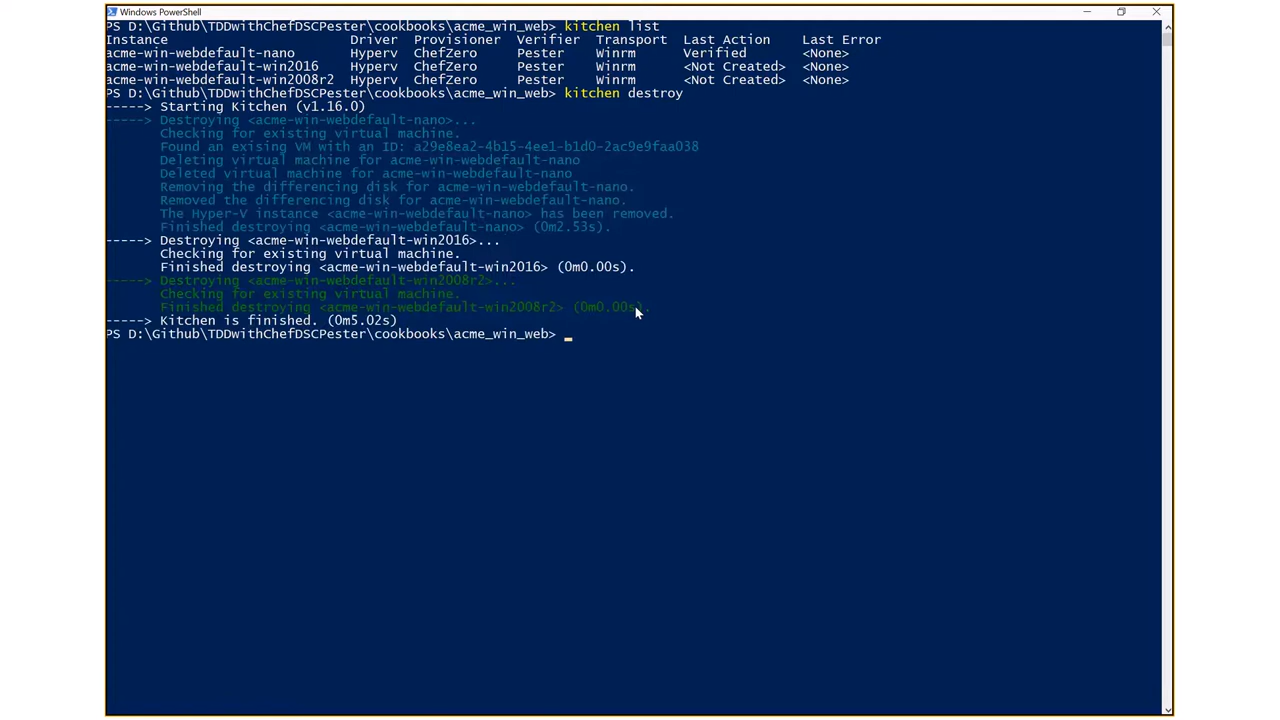 Windows PowerShell
PS D:\Github\TDDwithChefDSCPester\cookbooks\acme_win_web> kitchen list
Instance Driver Provisioner Verifier Transport Last Action Last Error
acme-win-webdefault-nano Hyperv ChefZero Pester Winrm Verified <None>
acme-win-webdefault-win2016 Hyperv ChefZero Pester Winrm <Not Created> <None>
acme-win-webdefault-win2008r2 Hyperv ChefZero Pester Winrm <Not Created> <None>
PS D:\Github\TDDwithChefDSCPester\cookbooks\acme_win_web> kitchen destroy
-----> Starting Kitchen (v1.16.0)
-----> Destroying <acme-win-webdefault-nano>...
Checking for existing virtual machine.
Found an exising VM with an ID: a29e8ea2-4b15-4ee1-b1d0-2ac9e9faa038
Deleting virtual machine for acme-win-webdefault-nano
Deleted virtual machine for acme-win-webdefault-nano
Removing the differencing disk for acme-win-webdefault-nano.
Removed the differencing disk for acme-win-webdefault-nano.
The Hyper-V instance <acme-win-webdefault-nano> has been removed.
Finished destroying <acme-win-webdefault-nano> (0m2.53s).
-----> Destroying <acme-win-webdefault-win2016>...
Checking for existing virtual machine.
Finished destroying <acme-win-webdefault-win2016> (0m0.00s).
-----> Destroying <acme-win-webdefault-win2008r2>...
Checking for existing virtual machine.
Finished destroying <acme-win-webdefault-win2008r2> (0m0.00s).
-----> Kitchen is finished. (0m5.02s)
PS D:\Github\TDDwithChefDSCPester\cookbooks\acme_win_web>